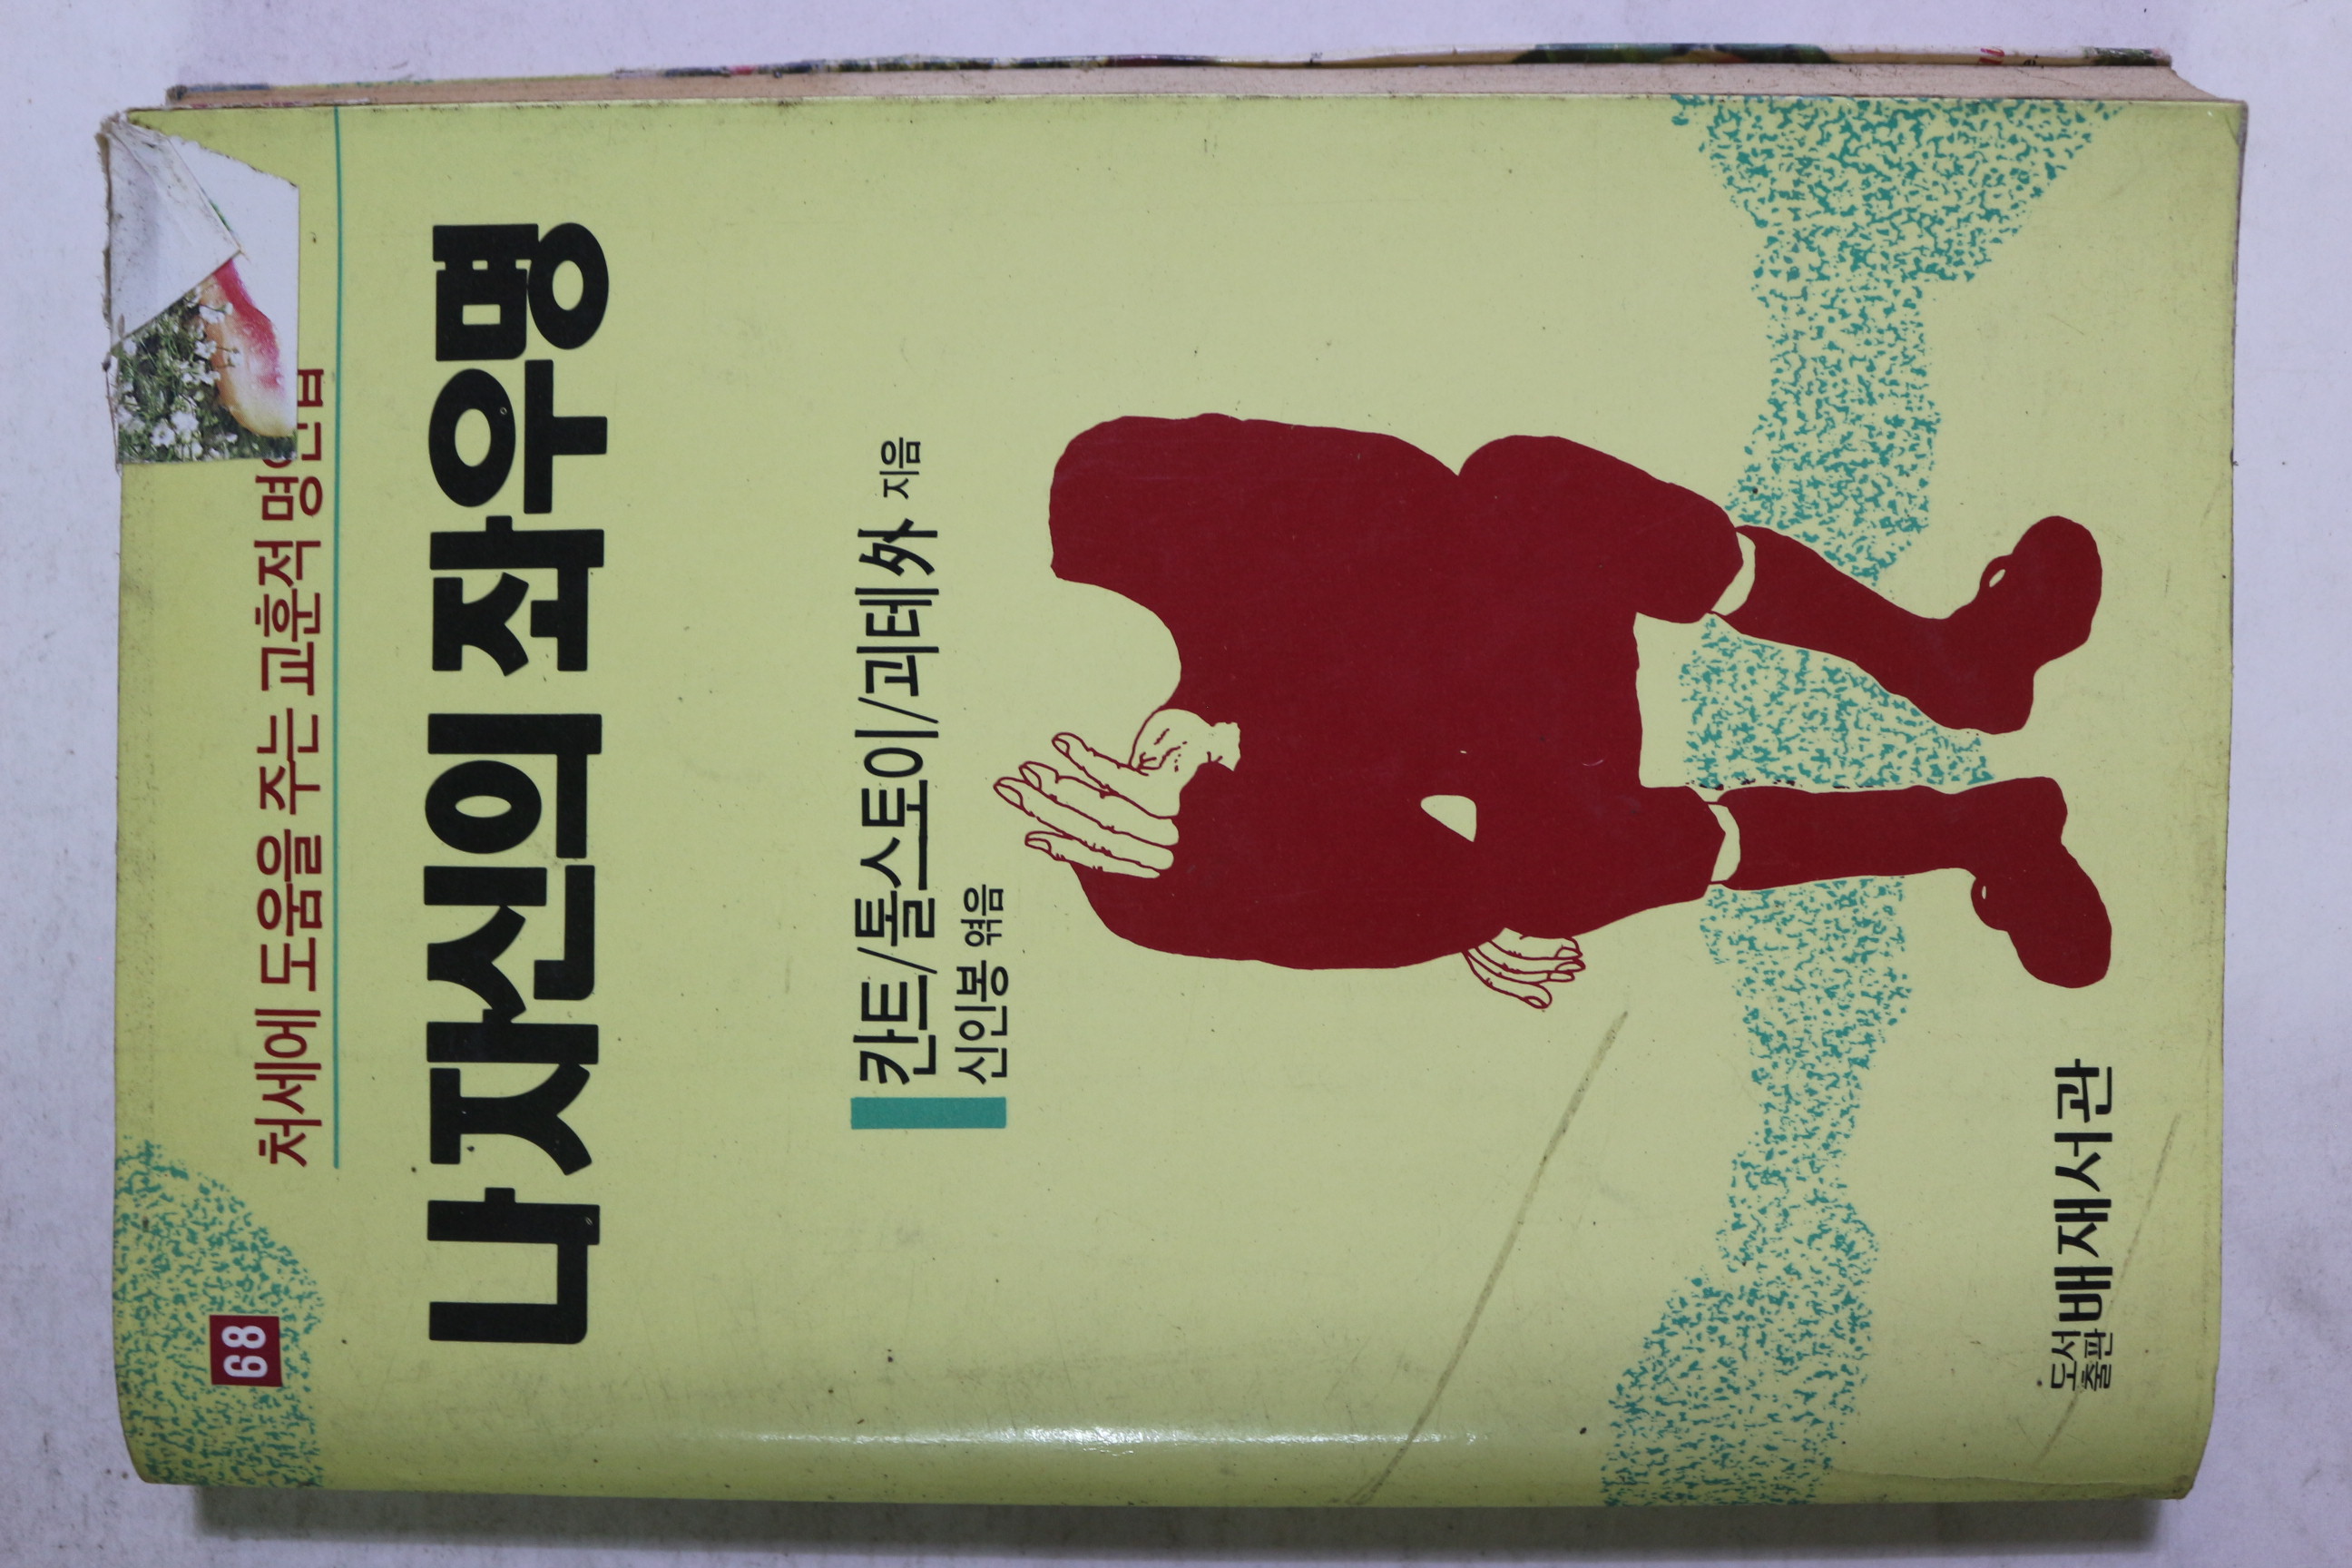 68
처세에 도움을 주는 교훈적
나 자신의 좌우명
칸트/톨스토이/괴테 外 지음
신인봉 엮음
도서출판 배재서관